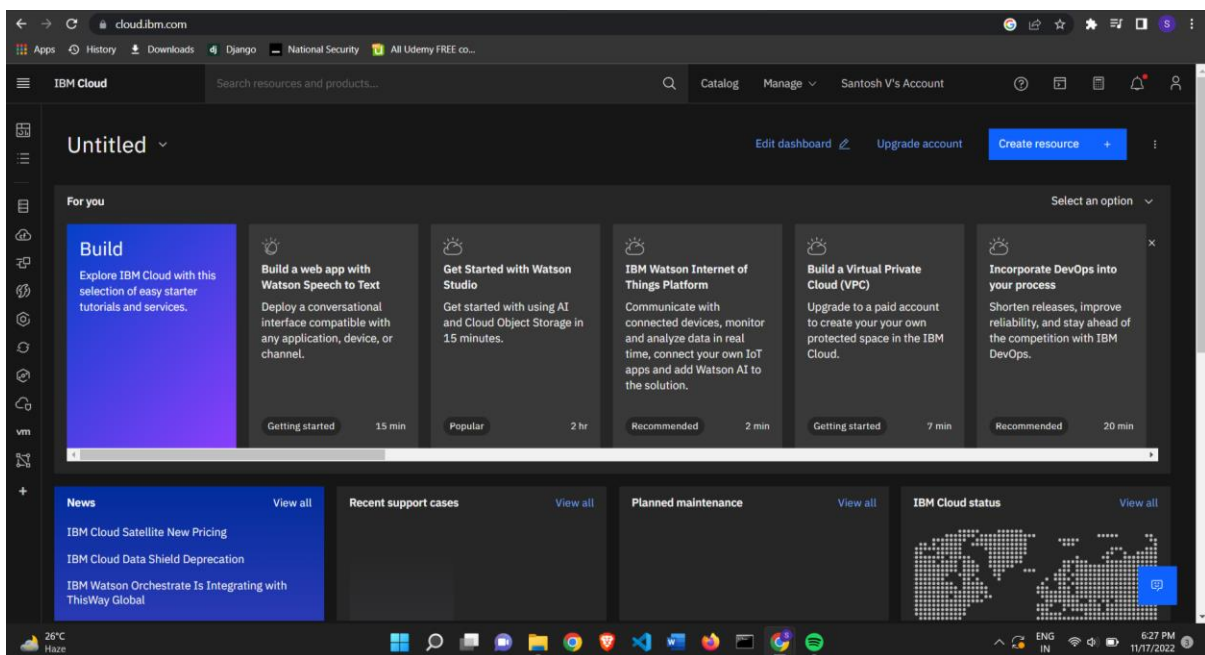 cloud.ibm.com
S
Apps History Downloads dj Django National Security All Udemy FREE co...
IBM Cloud Search resources and products... Catalog Manage Santosh V's Account
Untitled
Edit dashboard Upgrade account Create resource +
For you Select an option
Build
Explore IBM Cloud with this
selection of easy starter
tutorials and services.
Build a web app with
Watson Speech to Text
Deploy a conversational
interface compatible with
any application, device, or
channel.
Getting started 15 min
Get Started with Watson
Studio
Get started with using AI
and Cloud Object Storage in
15 minutes.
Popular 2 hr
IBM Watson Internet of
Things Platform
Communicate with
connected devices, monitor
and analyze data in real
time, connect your own IoT
apps and add Watson AI to
the solution.
Recommended 2 min
Build a Virtual Private
Cloud (VPC)
Upgrade to a paid account
to create your your own
protected space in the IBM
Cloud.
Getting started 7 min
Incorporate DevOps into
your process
Shorten releases, improve
reliability, and stay ahead of
the competition with IBM
DevOps.
Recommended 20 min
vm
News View all
IBM Cloud Satellite New Pricing
IBM Cloud Data Shield Deprecation
IBM Watson Orchestrate Is Integrating with
ThisWay Global
Recent support cases View all
Planned maintenance View all
IBM Cloud status View all
26°C
Haze
ENG
IN
6:27 PM
11/17/2022
3